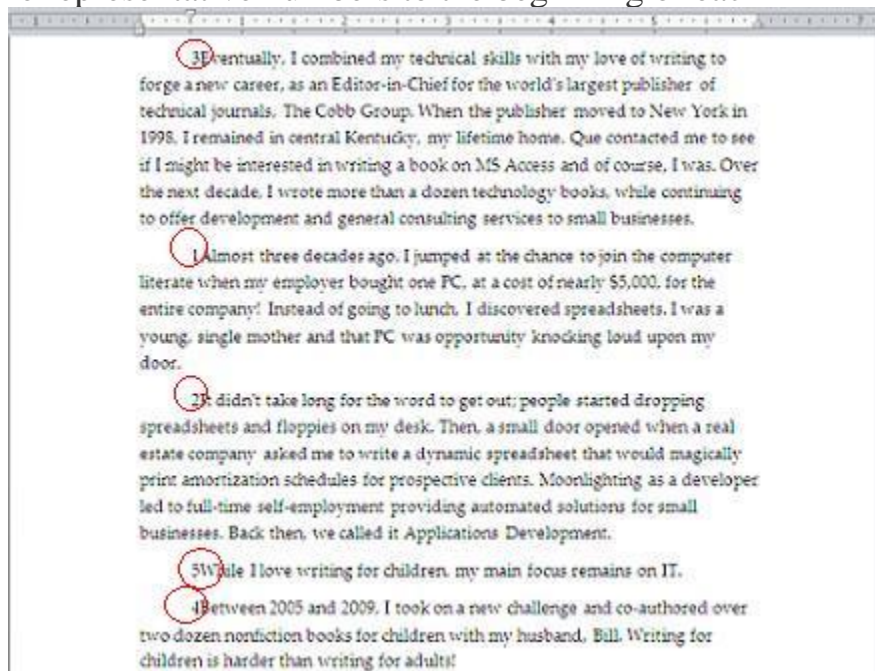 3Eventually, I combined my technical skills with my love of writing to
forge a new career, as an Editor-in-Chief for the world's largest publisher of
technical journals, The Cobb Group. When the publisher moved to New York in
1998, I remained in central Kentucky, my lifetime home. Que contacted me to see
if I might be interested in writing a book on MS Access and of course, I was. Over
the next decade, I wrote more than a dozen technology books, while continuing
to offer development and general consulting services to small businesses.
1Almost three decades ago, I jumped at the chance to join the computer
literate when my employer bought one PC, at a cost of nearly $5,000, for the
entire company! Instead of going to lunch, I discovered spreadsheets. I was a
young, single mother and that PC was opportunity knocking loud upon my
door.
2It didn't take long for the word to get out; people started dropping
spreadsheets and floppies on my desk. Then, a small door opened when a real
estate company asked me to write a dynamic spreadsheet that would magically
print amortization schedules for prospective clients. Moonlighting as a developer
led to full-time self-employment providing automated solutions for small
businesses. Back then, we called it Applications Development.
5While I love writing for children, my main focus remains on IT.
4Between 2005 and 2009, I took on a new challenge and co-authored over
two dozen nonfiction books for children with my husband, Bill. Writing for
children is harder than writing for adults!